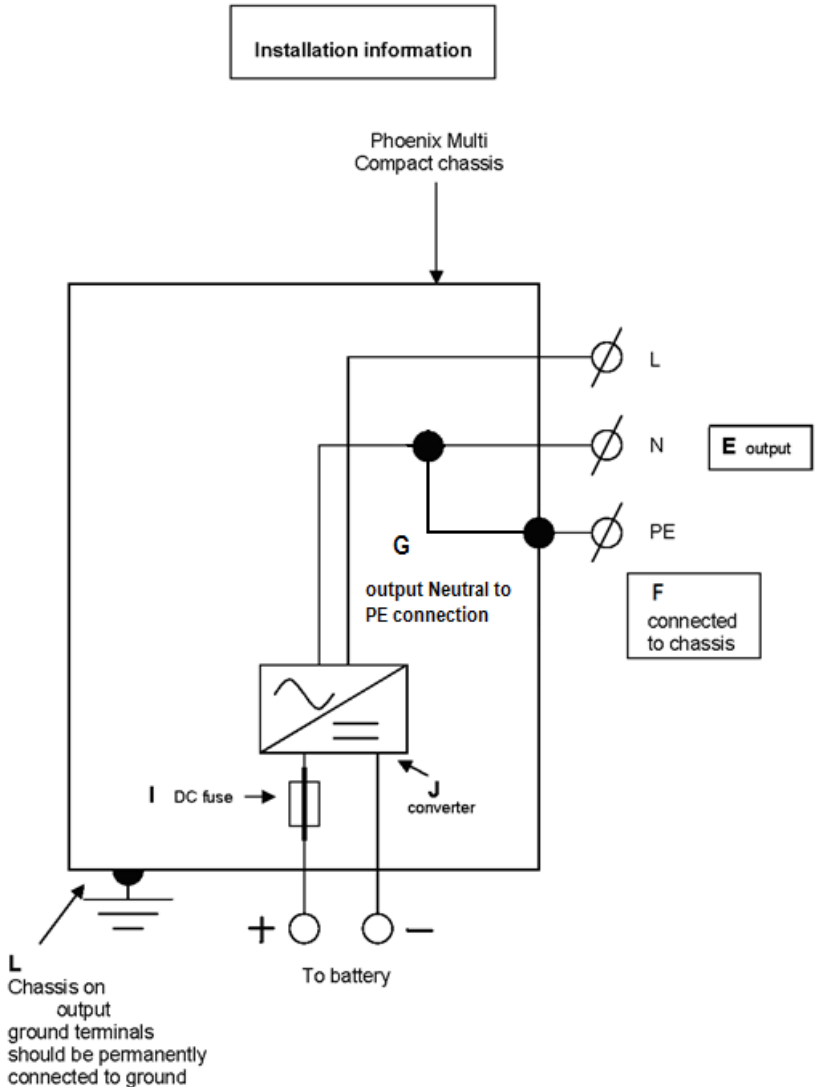 Installation information
Phoenix Multi
Compact chassis
L
N
E output
PE
G
output Neutral to
PE connection
F
connected
to chassis
I DC fuse
J
converter
+
−
To battery
L
Chassis on
output
ground terminals
should be permanently
connected to ground